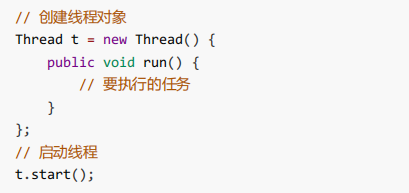 // 创建线程对象
Thread t = new Thread() {
    public void run() {
        // 要执行的任务
    }
};
// 启动线程
t.start();